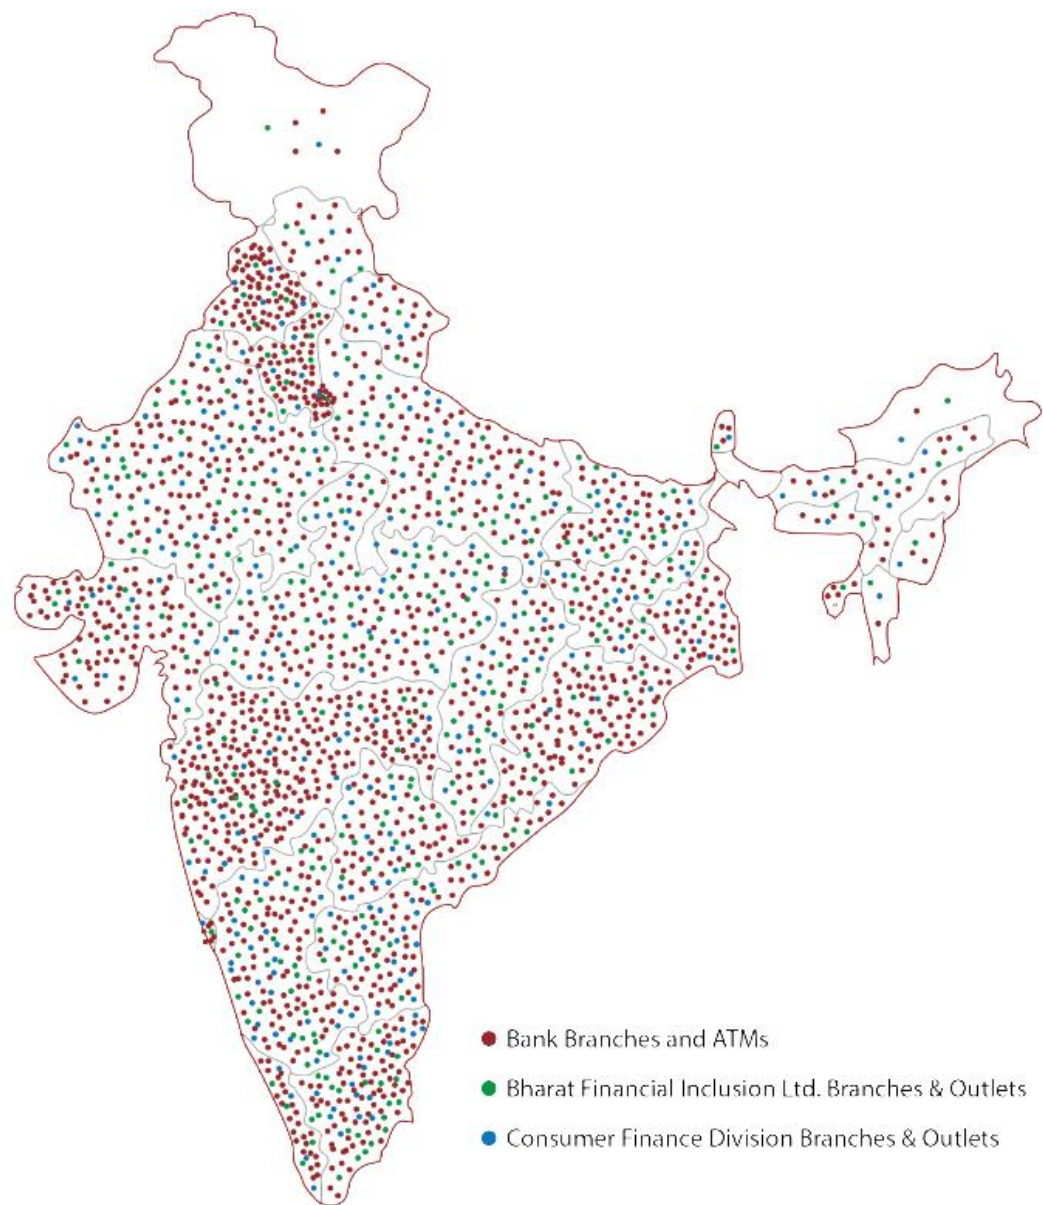 Bank Branches and ATMs
Bharat Financial Inclusion Ltd. Branches & Outlets
Consumer Finance Division Branches & Outlets